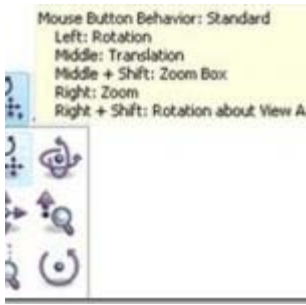 Mouse Button Behavior: Standard
Left: Rotation
Middle: Translation
Middle + Shift: Zoom Box
Right: Zoom
Right + Shift: Rotation about View